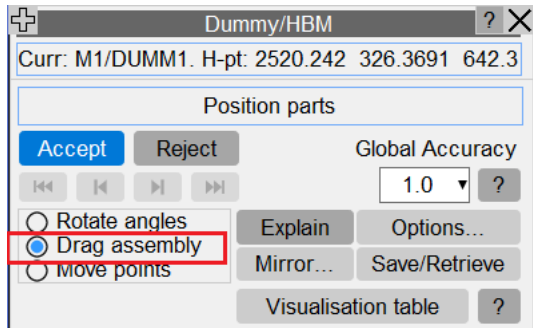 Dummy/HBM ?
Curr: M1/DUMM1. H-pt: 2520.242 326.3691 642.3
Position parts
Accept Reject Global Accuracy
1.0 ?
Rotate angles Explain Options...
Drag assembly
Move points Mirror... Save/Retrieve
Visualisation table ?